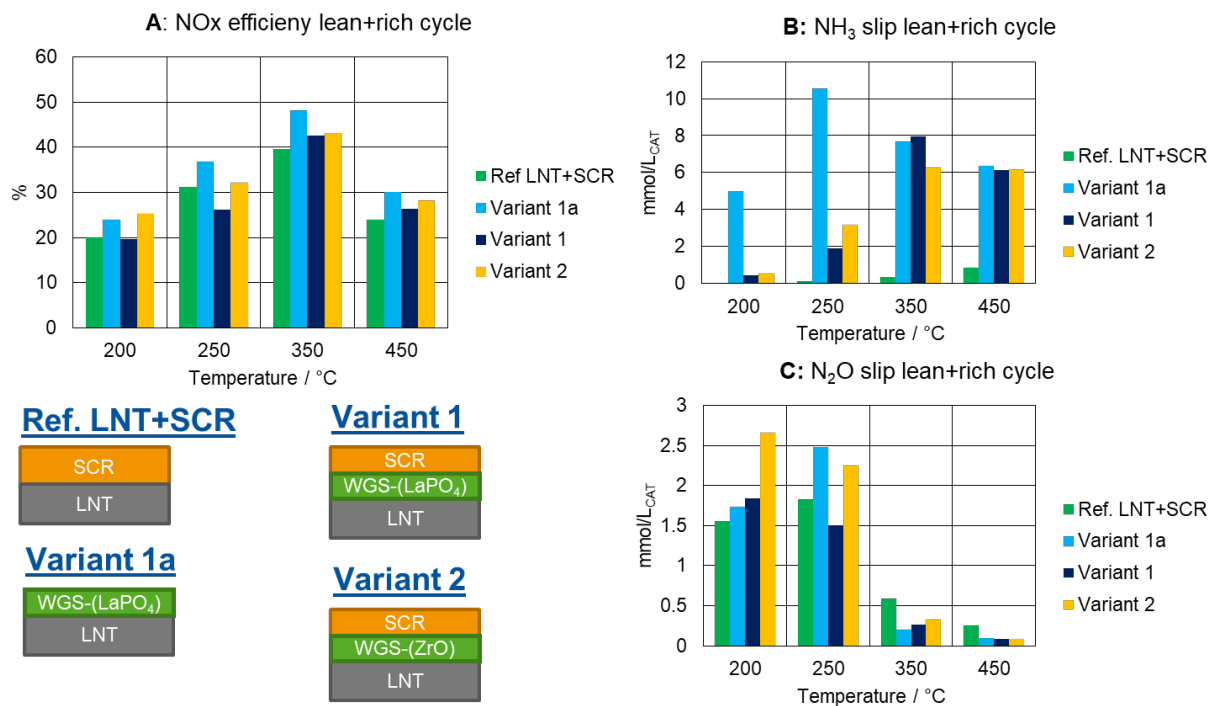 A: NOx efficieny lean+rich cycle
60
50
40
30
20
10
0
%
200 250 350 450
Temperature / °C
Ref LNT+SCR
Variant 1a
Variant 1
Variant 2
B: NH₃ slip lean+rich cycle
12
10
8
6
4
2
0
mmol/L_CAT
200 250 350 450
Temperature / °C
Ref. LNT+SCR
Variant 1a
Variant 1
Variant 2
Ref. LNT+SCR
SCR
LNT
Variant 1
SCR
WGS-(LaPO₄)
LNT
Variant 1a
WGS-(LaPO₄)
LNT
Variant 2
SCR
WGS-(ZrO)
LNT
C: N₂O slip lean+rich cycle
3
2.5
2
1.5
1
0.5
0
mmol/L_CAT
200 250 350 450
Temperature / °C
Ref. LNT+SCR
Variant 1a
Variant 1
Variant 2